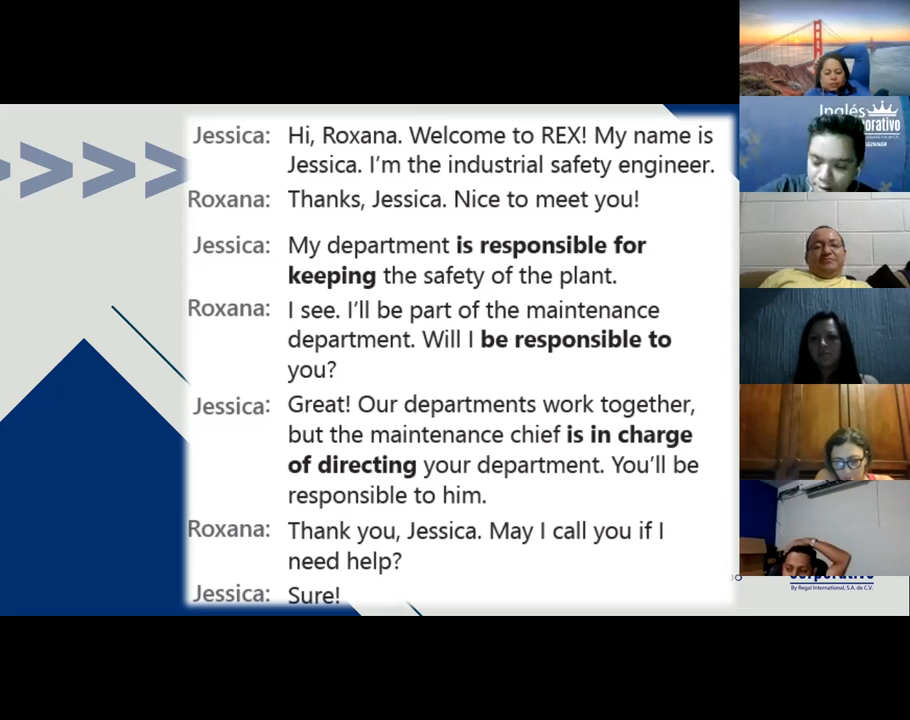 Jessica: Hi, Roxana. Welcome to REX! My name is
Jessica. I'm the industrial safety engineer.
Roxana: Thanks, Jessica. Nice to meet you!
Jessica: My department is responsible for
keeping the safety of the plant.
Roxana: I see. I'll be part of the maintenance
department. Will I be responsible to
you?
Jessica: Great! Our departments work together,
but the maintenance chief is in charge
of directing your department. You'll be
responsible to him.
Roxana: Thank you, Jessica. May I call you if I
need help?
Jessica: Sure!
Inglés
By Regal International, S.A. de C.V.